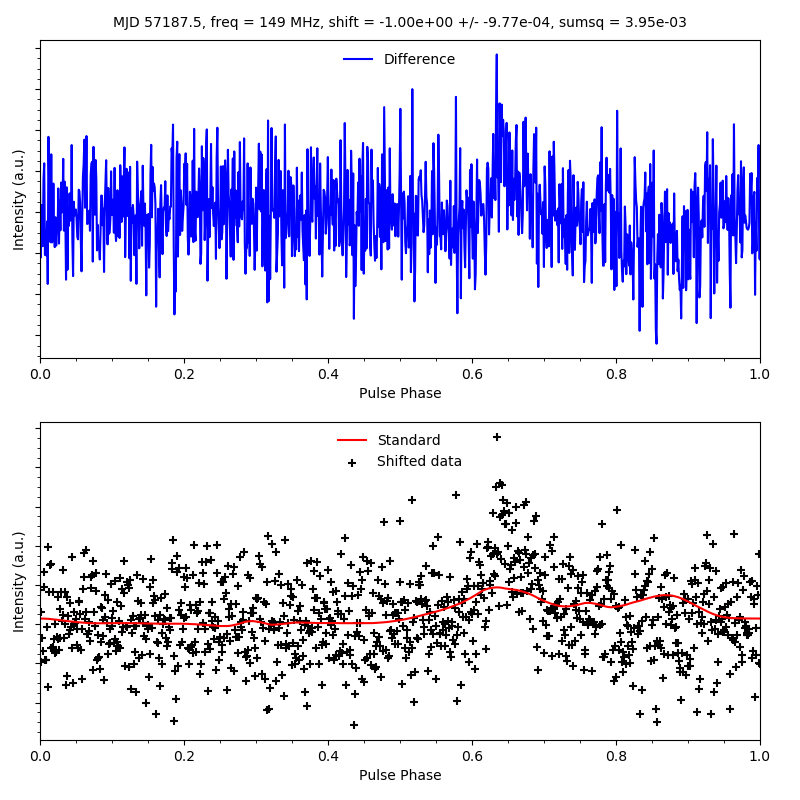 MJD 57187.5, freq = 149 MHz, shift = -1.00e+00 +/- -9.77e-04, sumsq = 3.95e-03
Difference
Intensity (a.u.)
0.0 0.2 0.4 0.6 0.8 1.0
Pulse Phase
Standard
Shifted data
Intensity (a.u.)
0.0 0.2 0.4 0.6 0.8 1.0
Pulse Phase